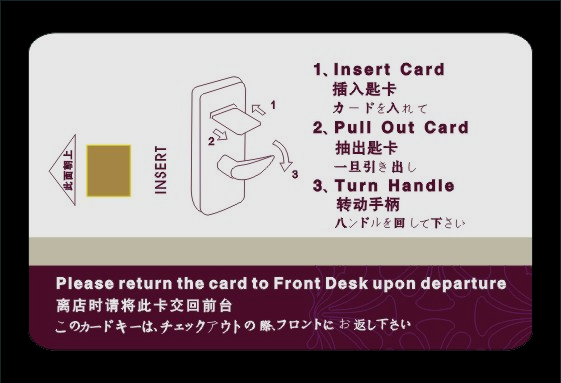 此面朝上
INSERT
1
2
3
1、Insert Card
插入匙卡
カードを入れて
2、Pull Out Card
抽出匙卡
一旦引き出し
3、Turn Handle
转动手柄
ハンドルを回して下さい
Please return the card to Front Desk upon departure
离店时请将此卡交回前台
このカードキーは、チェックアウトの際、フロントにお返し下さい